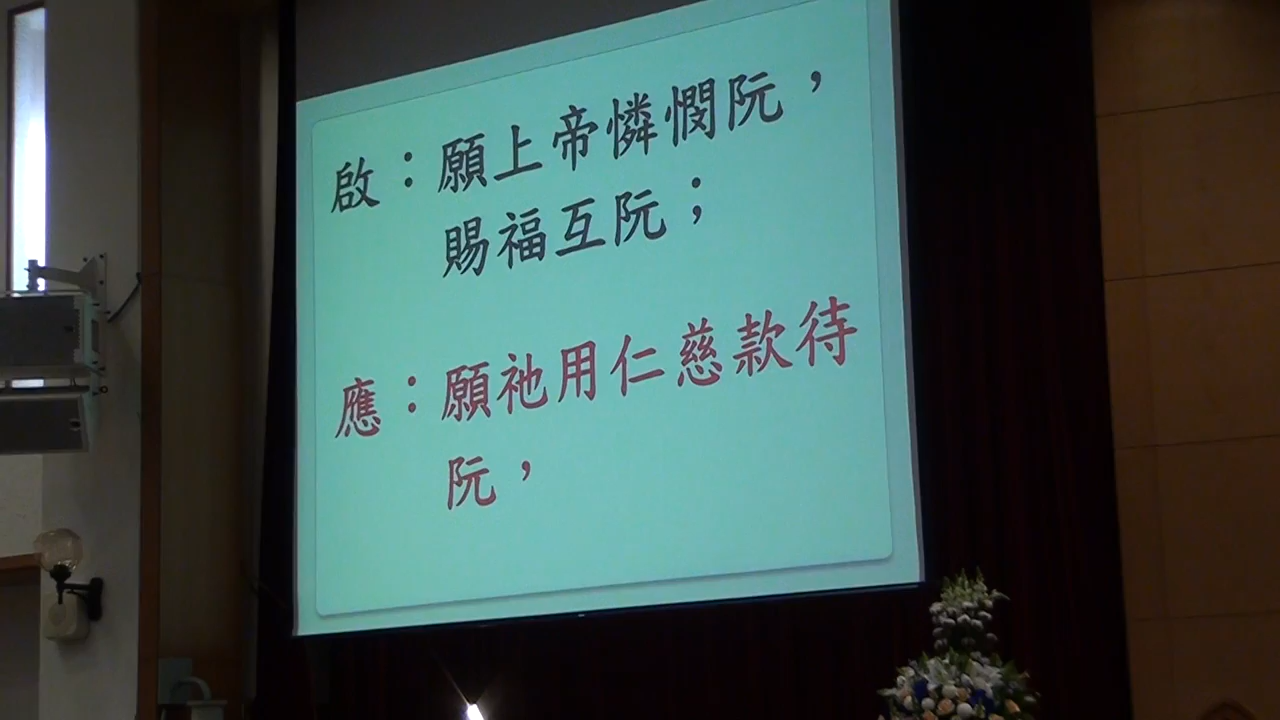 啟：願上帝憐憫阮，
賜福互阮；
應：願祂用仁慈款待
阮，